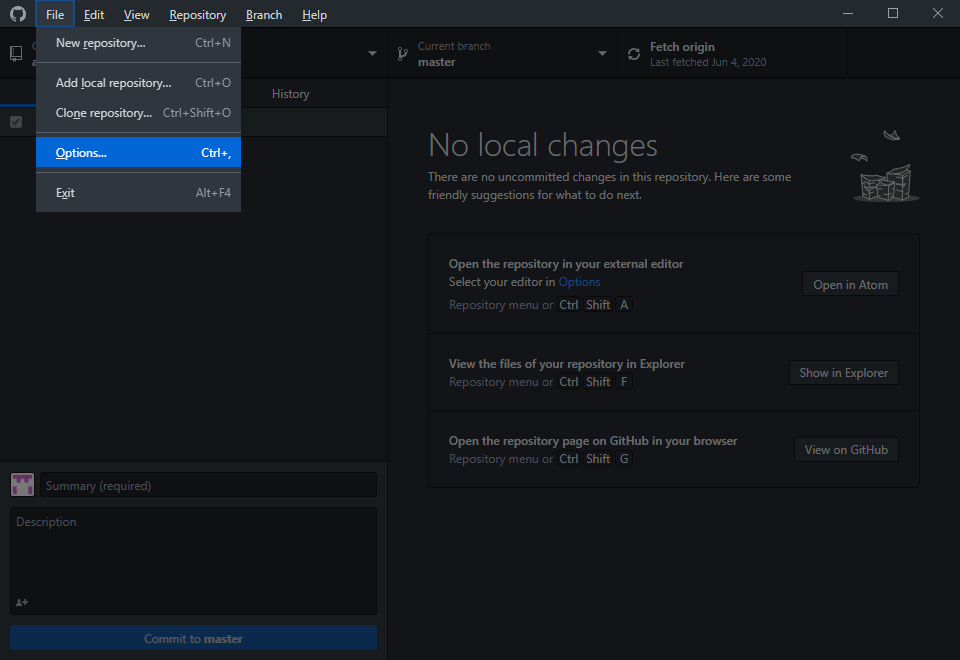 File Edit View Repository Branch Help
New repository... Ctrl+N
Add local repository... Ctrl+O
Clone repository... Ctrl+Shift+O
Options... Ctrl+,
Exit Alt+F4
Current branch
master
Fetch origin
Last fetched Jun 4, 2020
History
No local changes
There are no uncommitted changes in this repository. Here are some
friendly suggestions for what to do next.
Open the repository in your external editor
Select your editor in Options
Repository menu or Ctrl Shift A
Open in Atom
View the files of your repository in Explorer
Repository menu or Ctrl Shift F
Show in Explorer
Open the repository page on GitHub in your browser
Repository menu or Ctrl Shift G
View on GitHub
Summary (required)
Description
Commit to master